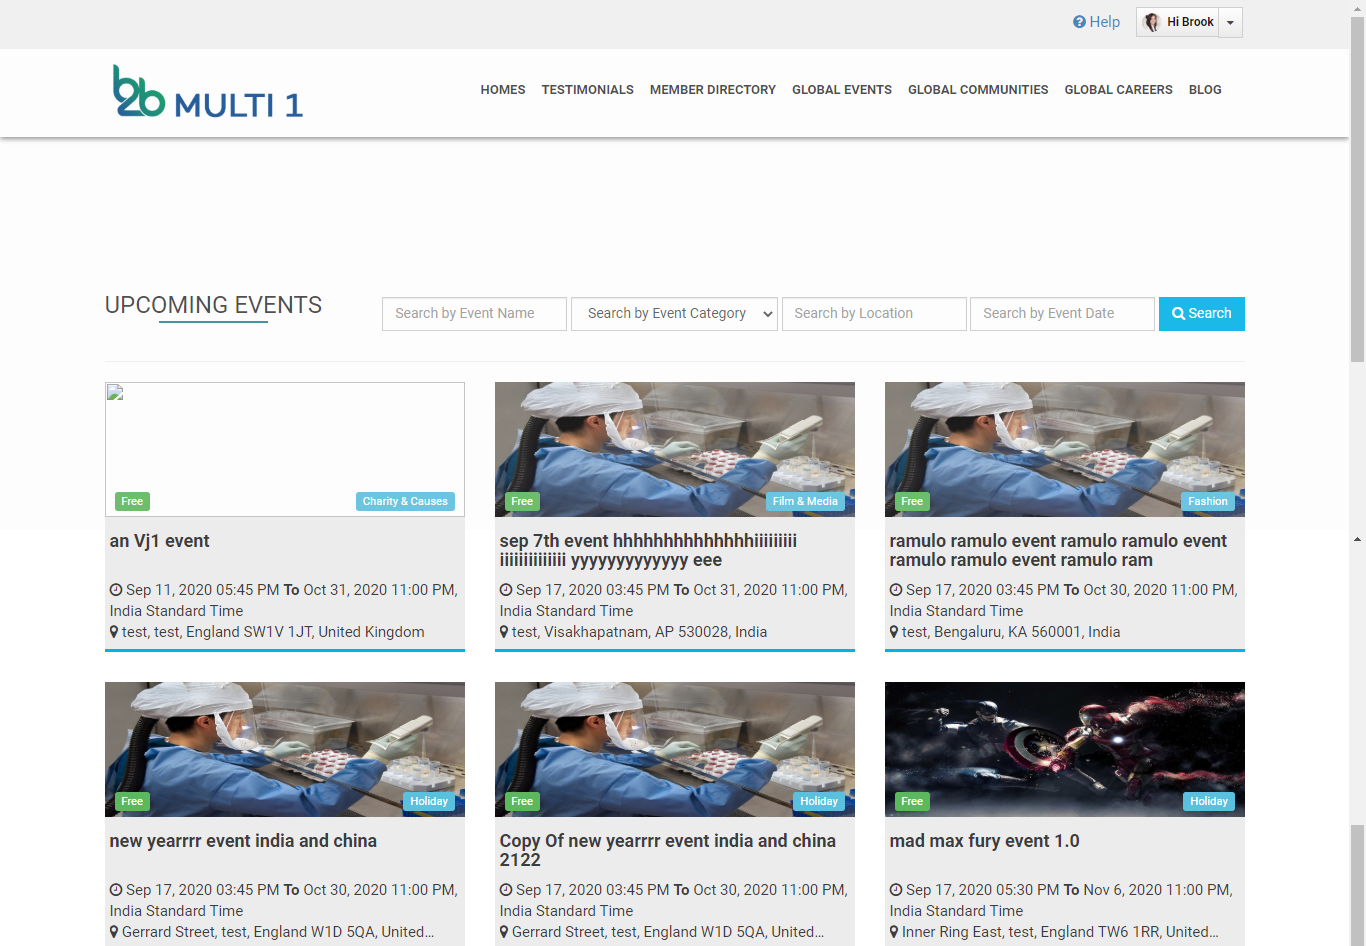 Help
Hi Brook
b2b MULTI 1
HOMES TESTIMONIALS MEMBER DIRECTORY GLOBAL EVENTS GLOBAL COMMUNITIES GLOBAL CAREERS BLOG
UPCOMING EVENTS
Search by Event Name
Search by Event Category
Search by Location
Search by Event Date
Search
Free
Charity & Causes
an Vj1 event
Sep 11, 2020 05:45 PM To Oct 31, 2020 11:00 PM,
India Standard Time
test, test, England SW1V 1JT, United Kingdom
Free
Film & Media
sep 7th event hhhhhhhhhhhhhhiiiiiiiii
iiiiiiiiiiiii yyyyyyyyyyyyy eee
Sep 17, 2020 03:45 PM To Oct 31, 2020 11:00 PM,
India Standard Time
test, Visakhapatnam, AP 530028, India
Free
Fashion
ramulo ramulo event ramulo ramulo event
ramulo ramulo event ramulo ram
Sep 17, 2020 03:45 PM To Oct 30, 2020 11:00 PM,
India Standard Time
test, Bengaluru, KA 560001, India
Free
Holiday
new yearrrr event india and china
Sep 17, 2020 03:45 PM To Oct 30, 2020 11:00 PM,
India Standard Time
Gerrard Street, test, England W1D 5QA, United...
Free
Holiday
Copy Of new yearrrr event india and china
2122
Sep 17, 2020 03:45 PM To Oct 30, 2020 11:00 PM,
India Standard Time
Gerrard Street, test, England W1D 5QA, United...
Free
Holiday
mad max fury event 1.0
Sep 17, 2020 05:30 PM To Nov 6, 2020 11:00 PM,
India Standard Time
Inner Ring East, test, England TW6 1RR, United...